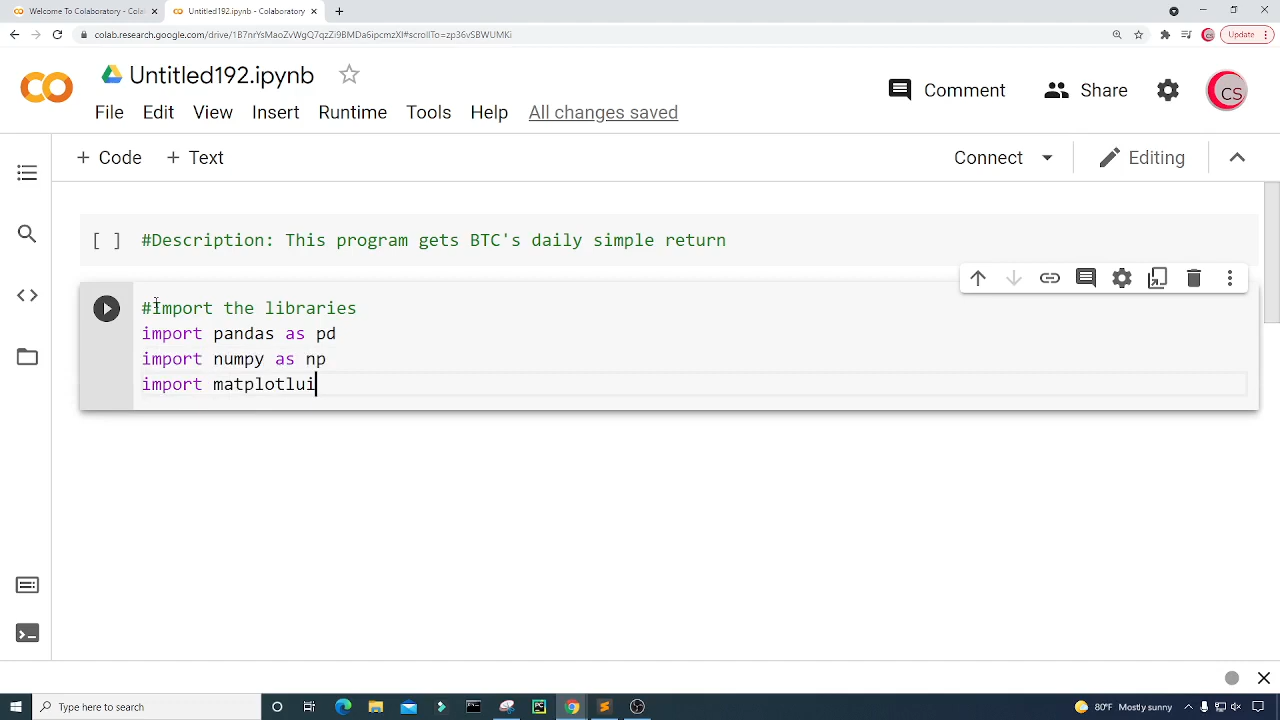 Welcome To Colaboratory - Colab
Untitled192.ipynb - Colaboratory
colab.research.google.com/drive/1B7nrYsMaoZvWgQ7qzZi9BMDa6ipcmzXl#scrollTo=zp36vSBWUMKi
Update
Untitled192.ipynb
Comment
Share
CS
File Edit View Insert Runtime Tools Help All changes saved
+ Code + Text
Connect
Editing
[ ] #Description: This program gets BTC's daily simple return
#Import the libraries
import pandas as pd
import numpy as np
import matplotlui
Type here to search
80°F Mostly sunny